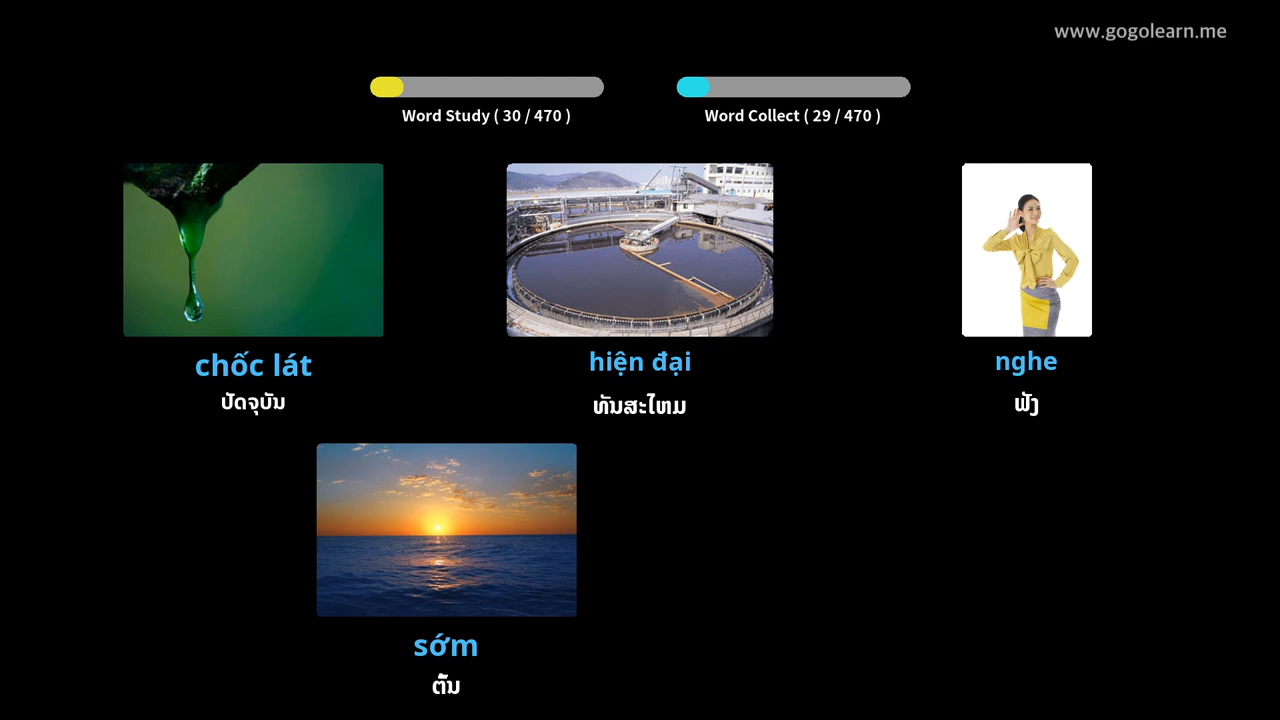 www.gogolearn.me
Word Study ( 30 / 470 )
Word Collect ( 29 / 470 )
chốc lát
ປັດຈຸບັນ
hiện đại
ທັນສະໄຫມ
nghe
ຟັງ
sớm
ຕົ້ນ